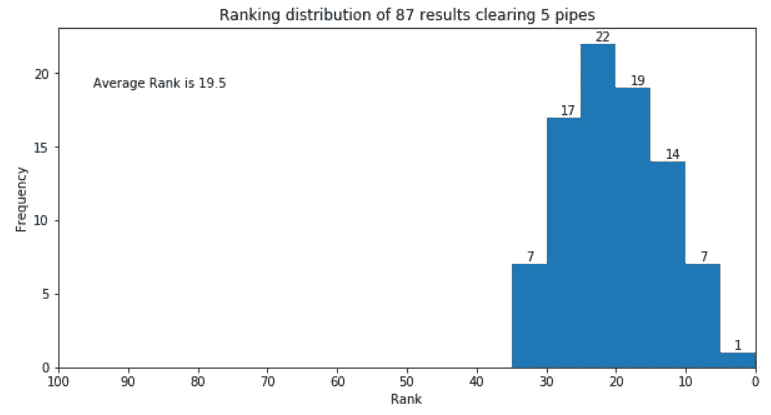 Ranking distribution of 87 results clearing 5 pipes
Average Rank is 19.5
Frequency
20
15
10
5
0
7
17
22
19
14
7
1
100 90 80 70 60 50 40 30 20 10 0
Rank